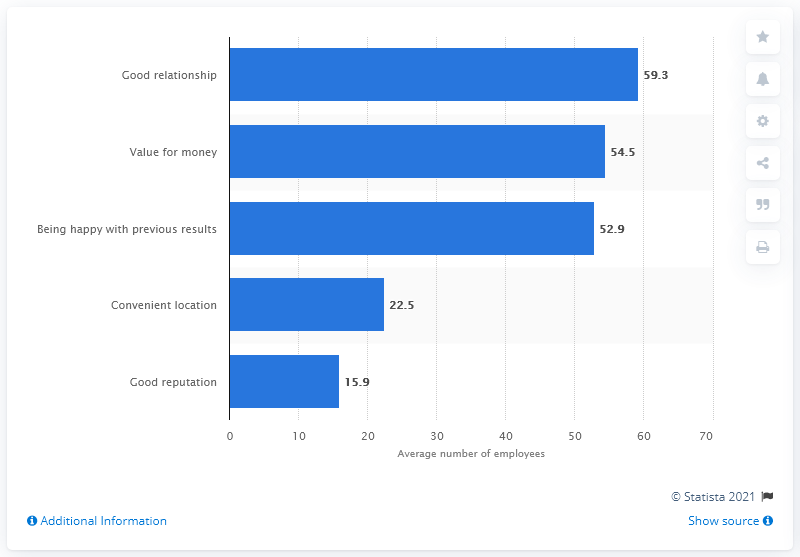 Good relationship
59.3
Value for money
54.5
Being happy with previous results
52.9
Convenient location
22.5
Good reputation
15.9
0 10 20 30 40 50 60 70
Average number of employees
© Statista 2021
Additional Information
Show source